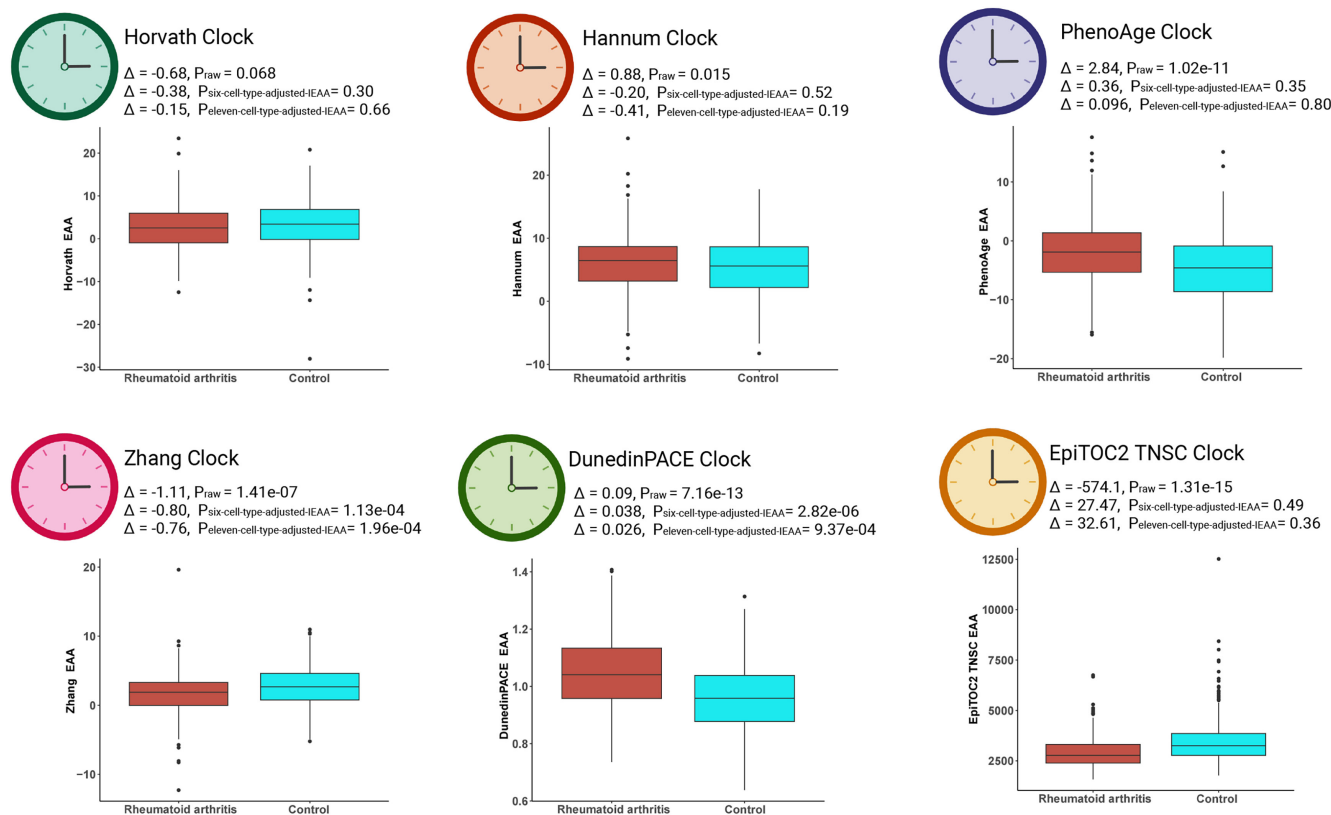 Horvath Clock
Δ = -0.68, Praw = 0.068
Δ = -0.38, Psix-cell-type-adjusted-IEAA= 0.30
Δ = -0.15, Peleven-cell-type-adjusted-IEAA= 0.66
Horvath EAA
20
10
0
−10
−20
−30
Rheumatoid arthritis
Control
Hannum Clock
Δ = 0.88, Praw = 0.015
Δ = -0.20, Psix-cell-type-adjusted-IEAA= 0.52
Δ = -0.41, Peleven-cell-type-adjusted-IEAA= 0.19
Hannum EAA
20
10
0
−10
Rheumatoid arthritis
Control
PhenoAge Clock
Δ = 2.84, Praw = 1.02e-11
Δ = 0.36, Psix-cell-type-adjusted-IEAA= 0.35
Δ = 0.096, Peleven-cell-type-adjusted-IEAA= 0.80
PhenoAge EAA
10
0
−10
−20
Rheumatoid arthritis
Control
Zhang Clock
Δ = -1.11, Praw = 1.41e-07
Δ = -0.80, Psix-cell-type-adjusted-IEAA= 1.13e-04
Δ = -0.76, Peleven-cell-type-adjusted-IEAA= 1.96e-04
Zhang EAA
20
10
0
−10
Rheumatoid arthritis
Control
DunedinPACE Clock
Δ = 0.09, Praw = 7.16e-13
Δ = 0.038, Psix-cell-type-adjusted-IEAA= 2.82e-06
Δ = 0.026, Peleven-cell-type-adjusted-IEAA= 9.37e-04
DunedinPACE EAA
1.4
1.2
1.0
0.8
0.6
Rheumatoid arthritis
Control
EpiTOC2 TNSC Clock
Δ = -574.1, Praw = 1.31e-15
Δ = 27.47, Psix-cell-type-adjusted-IEAA= 0.49
Δ = 32.61, Peleven-cell-type-adjusted-IEAA= 0.36
EpiTOC2 TNSC EAA
12500
10000
7500
5000
2500
Rheumatoid arthritis
Control